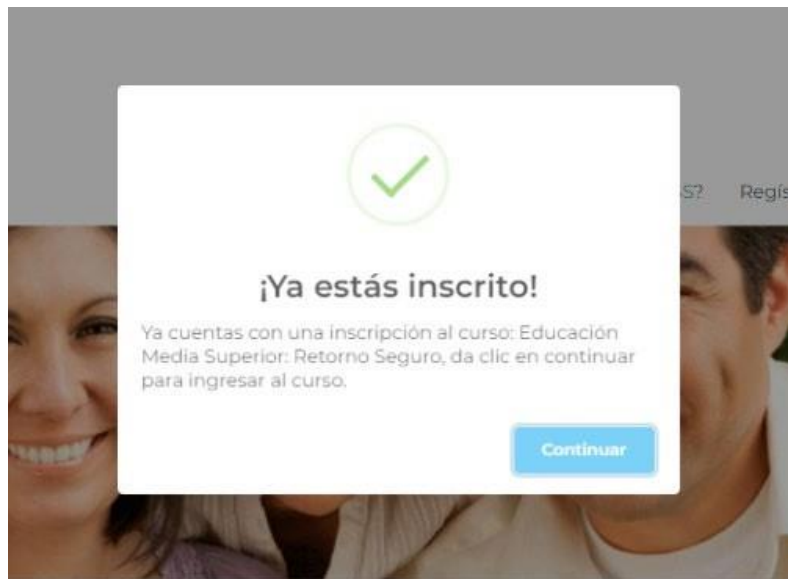 ¡Ya estás inscrito!
Ya cuentas con una inscripción al curso: Educación
Media Superior: Retorno Seguro, da clic en continuar
para ingresar al curso.
Continuar